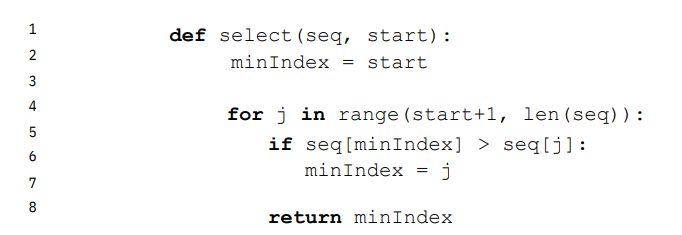 1 def select(seq, start):
2 minIndex = start
3
4 for j in range(start+1, len(seq)):
5 if seq[minIndex] > seq[j]:
6 minIndex = j
7
8 return minIndex